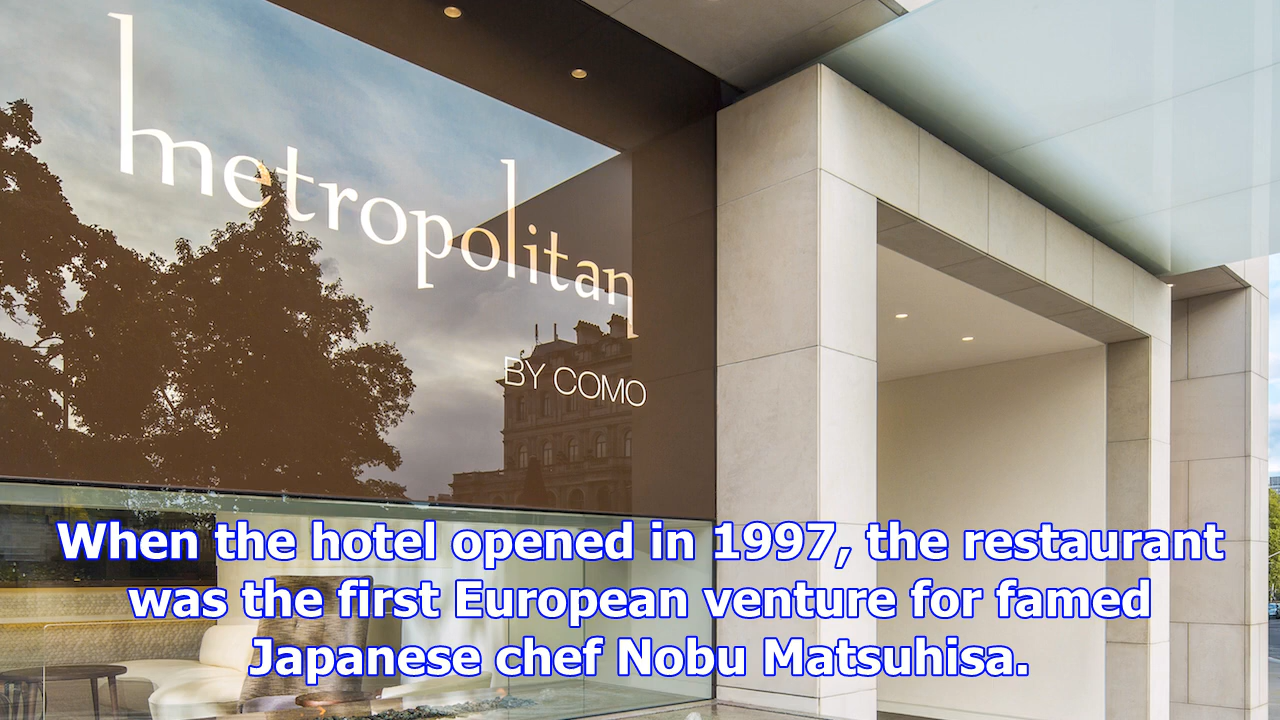 metropolitan
BY COMO
When the hotel opened in 1997, the restaurant
was the first European venture for famed
Japanese chef Nobu Matsuhisa.